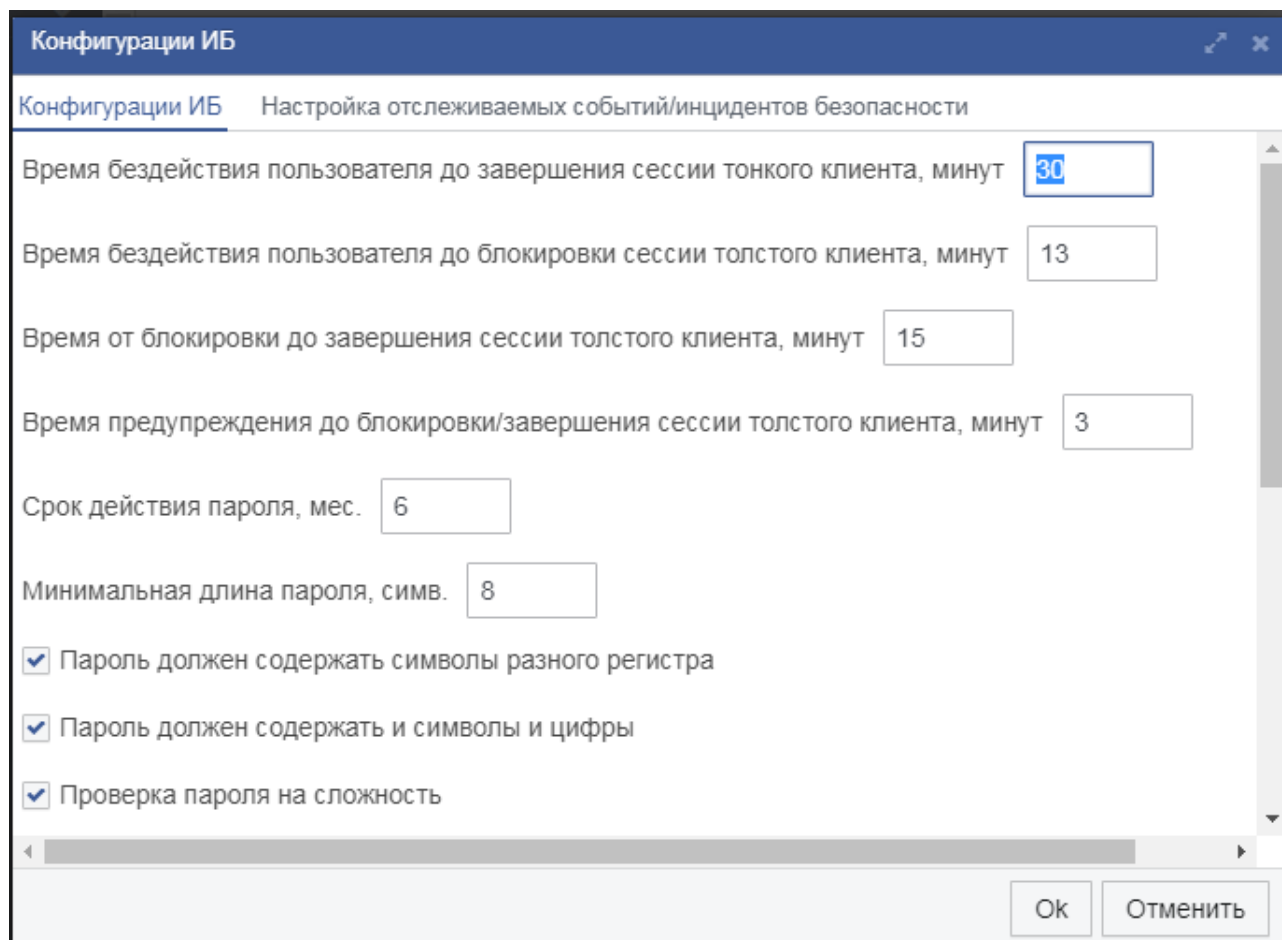 Конфигурации ИБ
Конфигурации ИБ Настройка отслеживаемых событий/инцидентов безопасности
Время бездействия пользователя до завершения сессии тонкого клиента, минут 30
Время бездействия пользователя до блокировки сессии толстого клиента, минут 13
Время от блокировки до завершения сессии толстого клиента, минут 15
Время предупреждения до блокировки/завершения сессии толстого клиента, минут 3
Срок действия пароля, мес. 6
Минимальная длина пароля, симв. 8
Пароль должен содержать символы разного регистра
Пароль должен содержать и символы и цифры
Проверка пароля на сложность
Ok Отменить